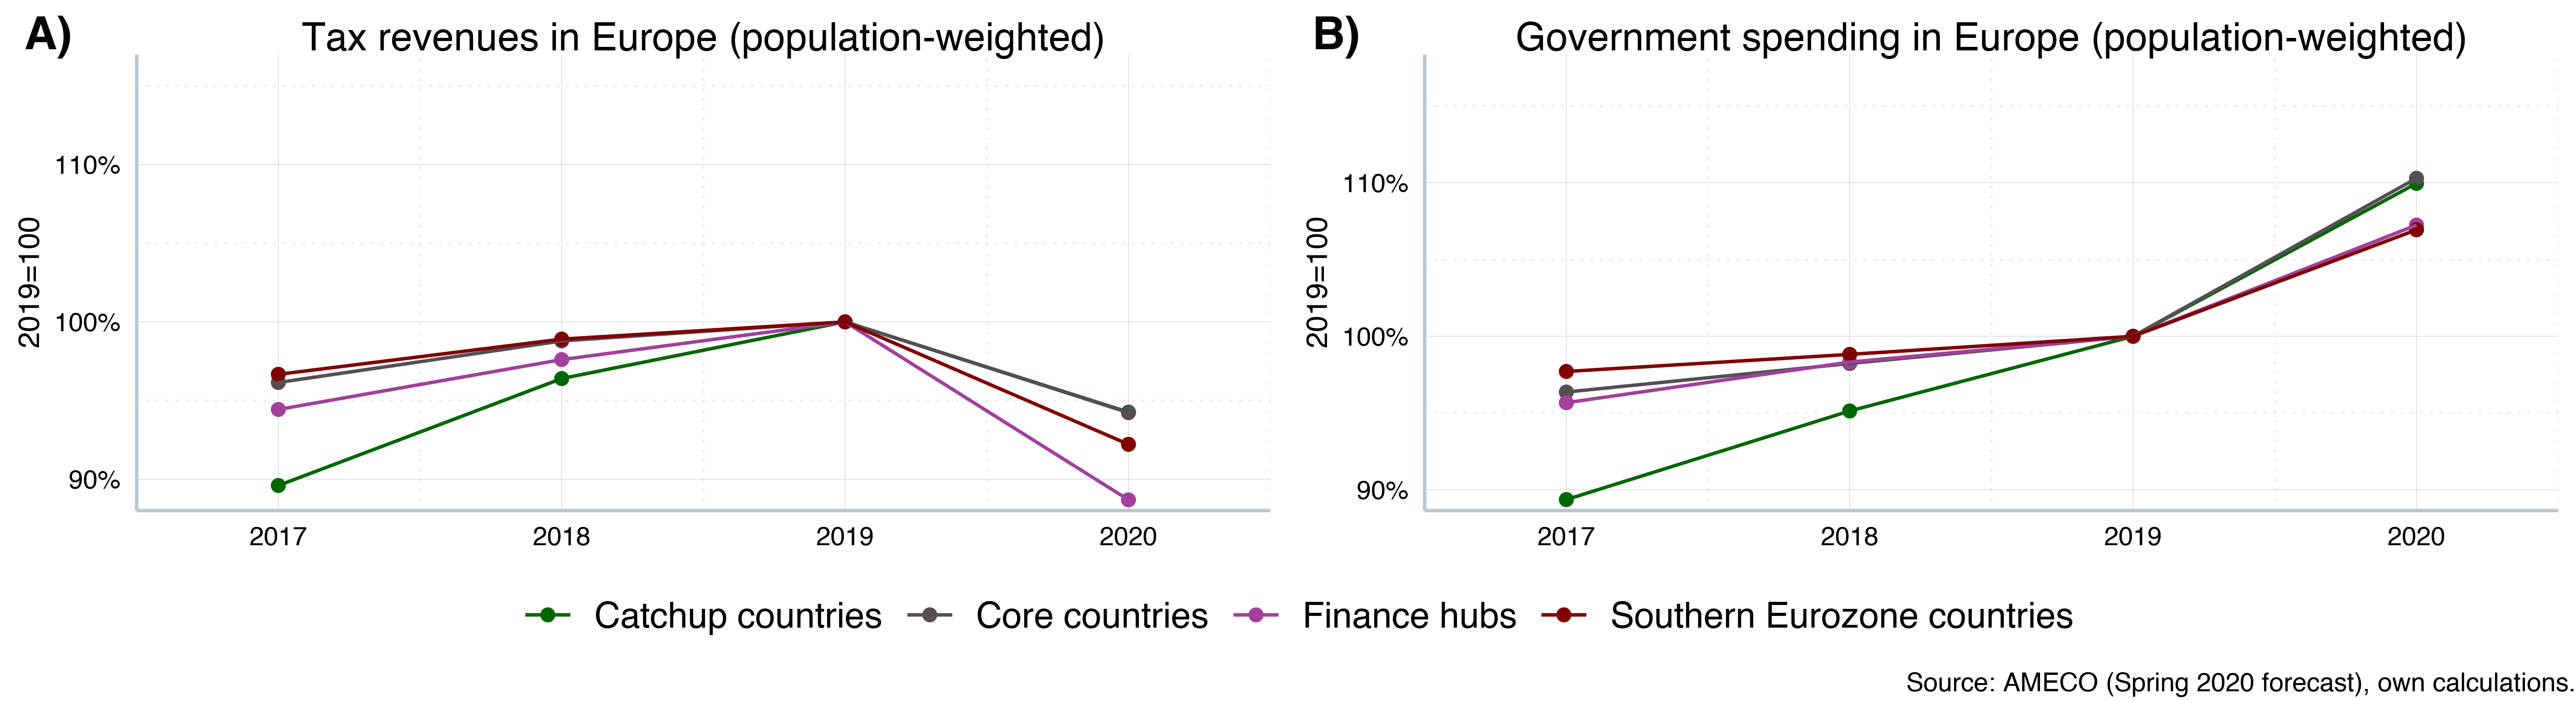 A)
Tax revenues in Europe (population-weighted)
2019=100
110%
100%
90%
2017 2018 2019 2020
B)
Government spending in Europe (population-weighted)
2019=100
110%
100%
90%
2017 2018 2019 2020
Catchup countries Core countries Finance hubs Southern Eurozone countries
Source: AMECO (Spring 2020 forecast), own calculations.